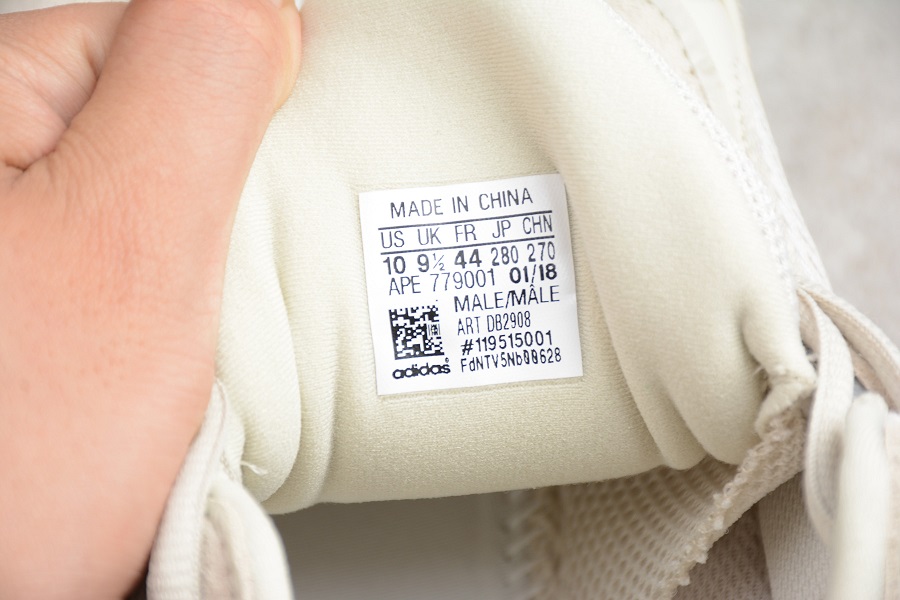 MADE IN CHINA
US UK FR JP CHN
10 9½ 44 280 270
APE 779001 01/18
MALE/MÂLE
ART DB2908
#119515001
FdNTV5Nb00628
adidas®